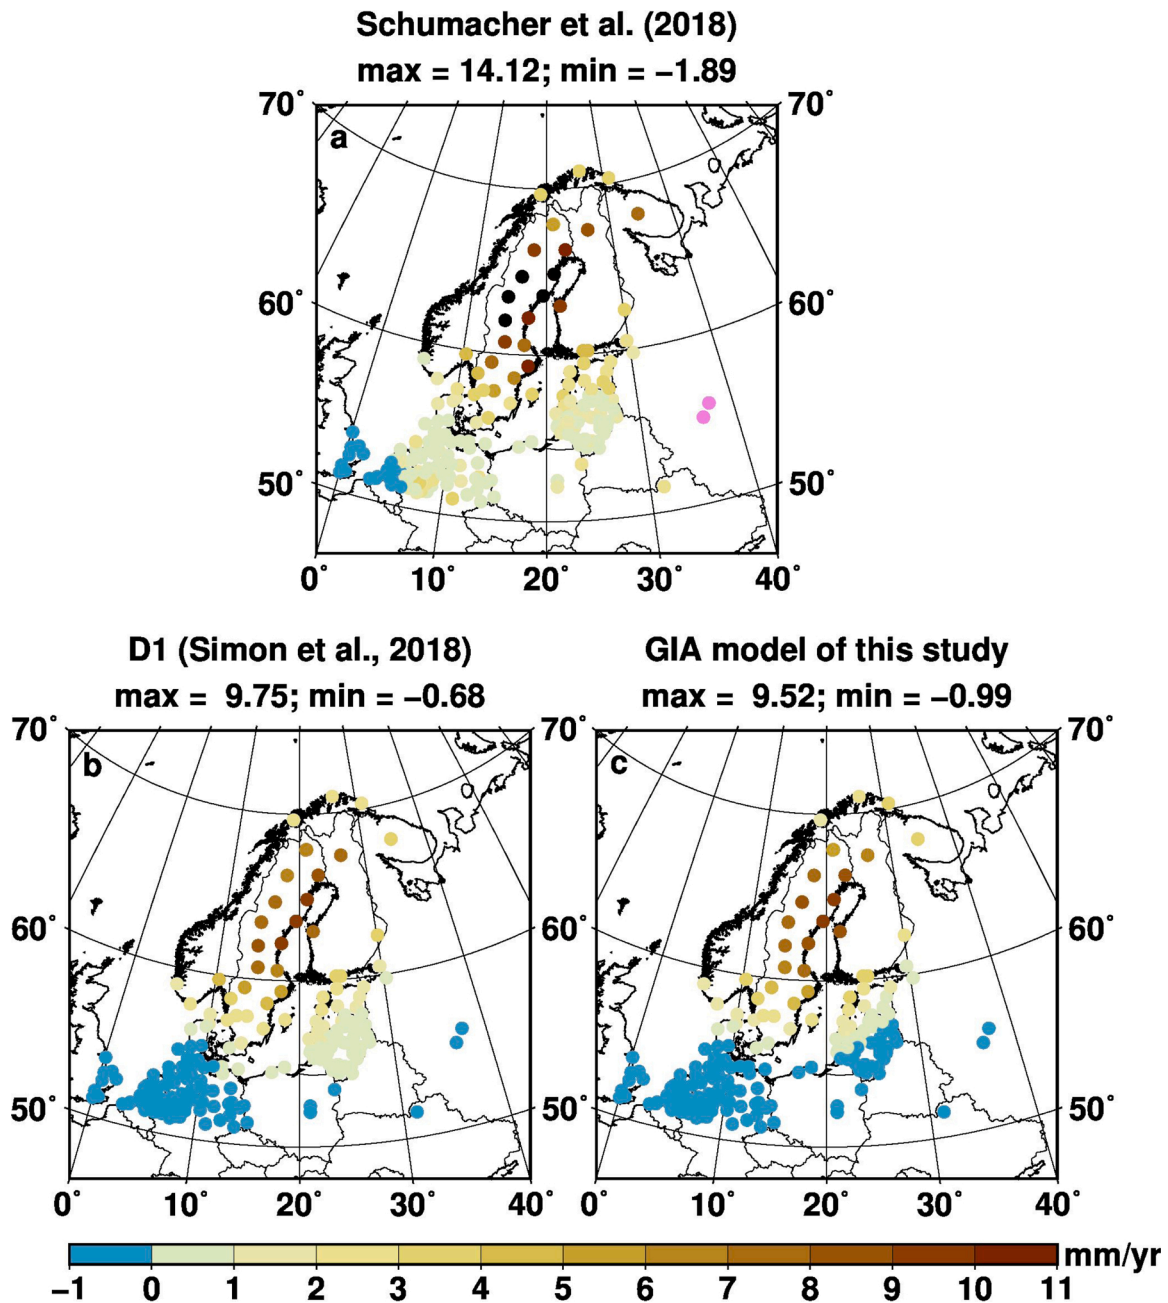 Schumacher et al. (2018)
max = 14.12; min = −1.89
70° 70°
a
60° 60°
50° 50°
0° 10° 20° 30° 40°
D1 (Simon et al., 2018) GIA model of this study
max = 9.75; min = −0.68 max = 9.52; min = −0.99
70° 70° 70°
b c
60° 60° 60°
50° 50° 50°
0° 10° 20° 30° 40° 0° 10° 20° 30° 40°
mm/yr
−1 0 1 2 3 4 5 6 7 8 9 10 11